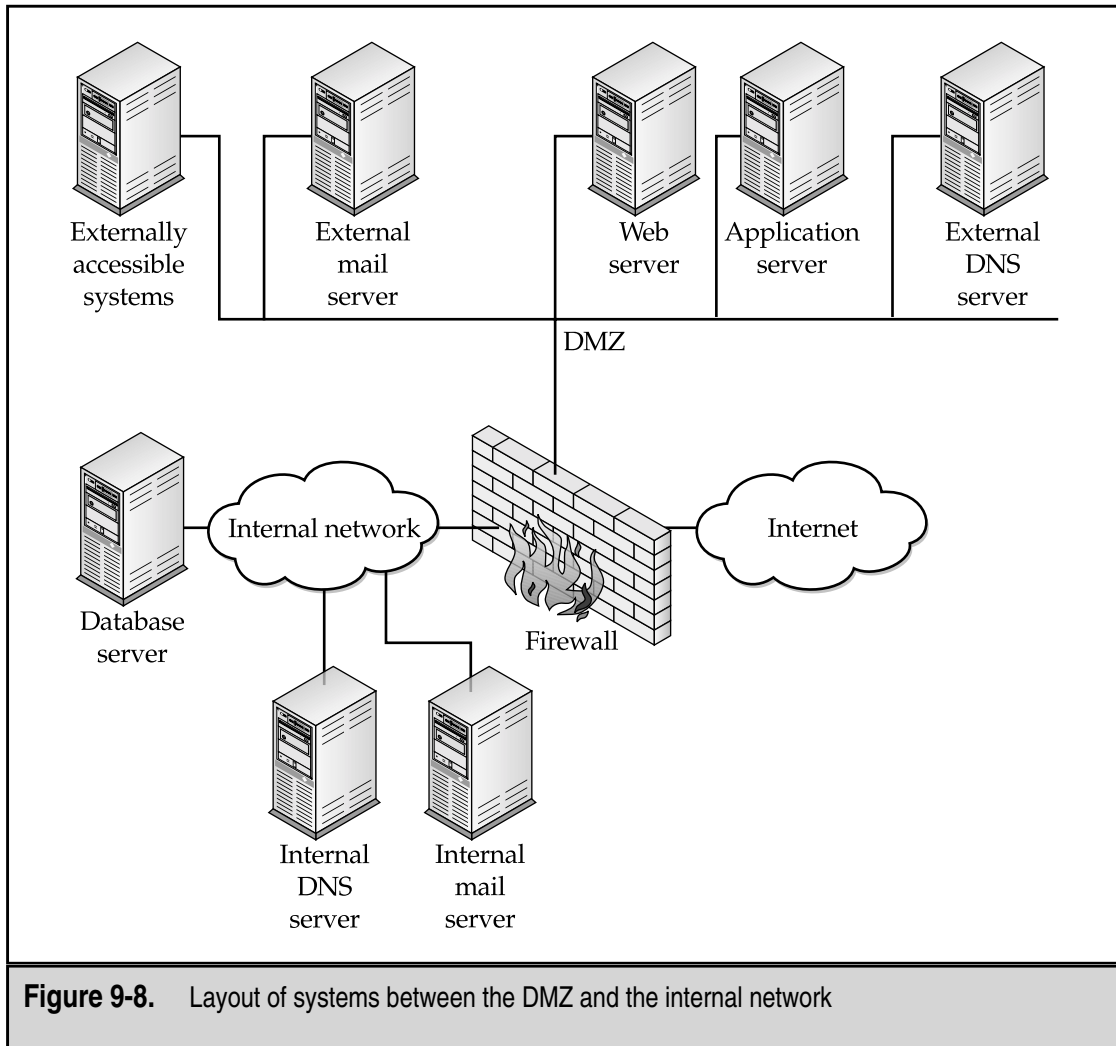 Externally
accessible
systems
External
mail
server
Web
server
Application
server
External
DNS
server
DMZ
Database
server
Internal network
Firewall
Internet
Internal
DNS
server
Internal
mail
server
Figure 9-8. Layout of systems between the DMZ and the internal network